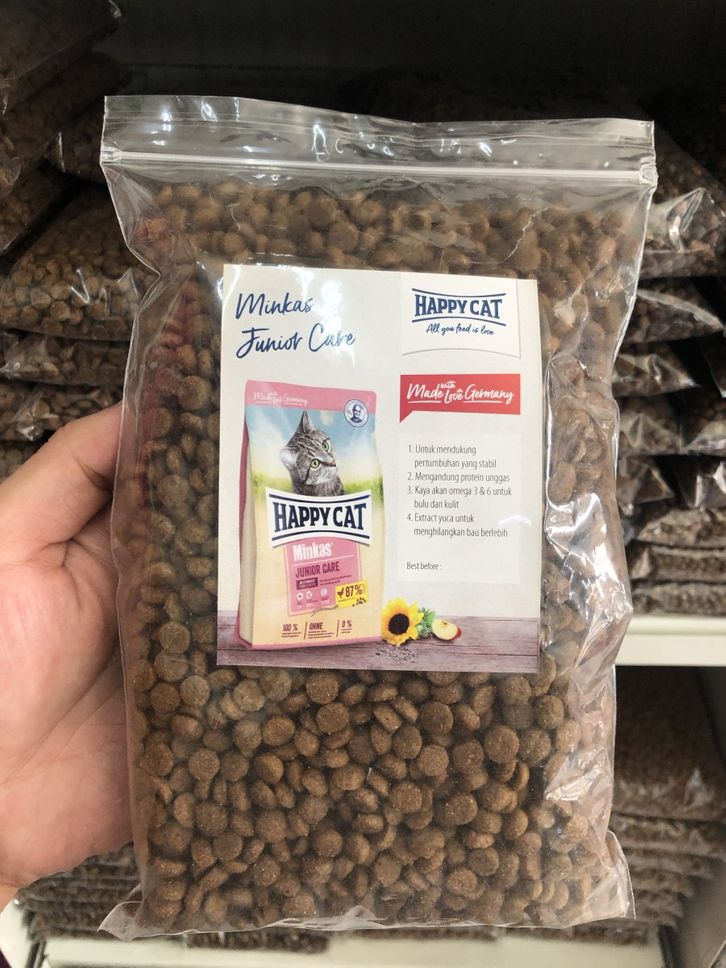 Minkas
Junior Care
HAPPY CAT
All you feed is love
Made with Love in Germany
1. Untuk mendukung
pertumbuhan yang stabil
2. Mengandung protein unggas
3. Kaya akan omega 3 & 6 untuk
bulu dan kulit
4. Extract yuca untuk
menghilangkan bau berlebih
Best before :
HAPPY CAT
Minkas
JUNIOR CARE
87%
100 %
OHNE
0 %